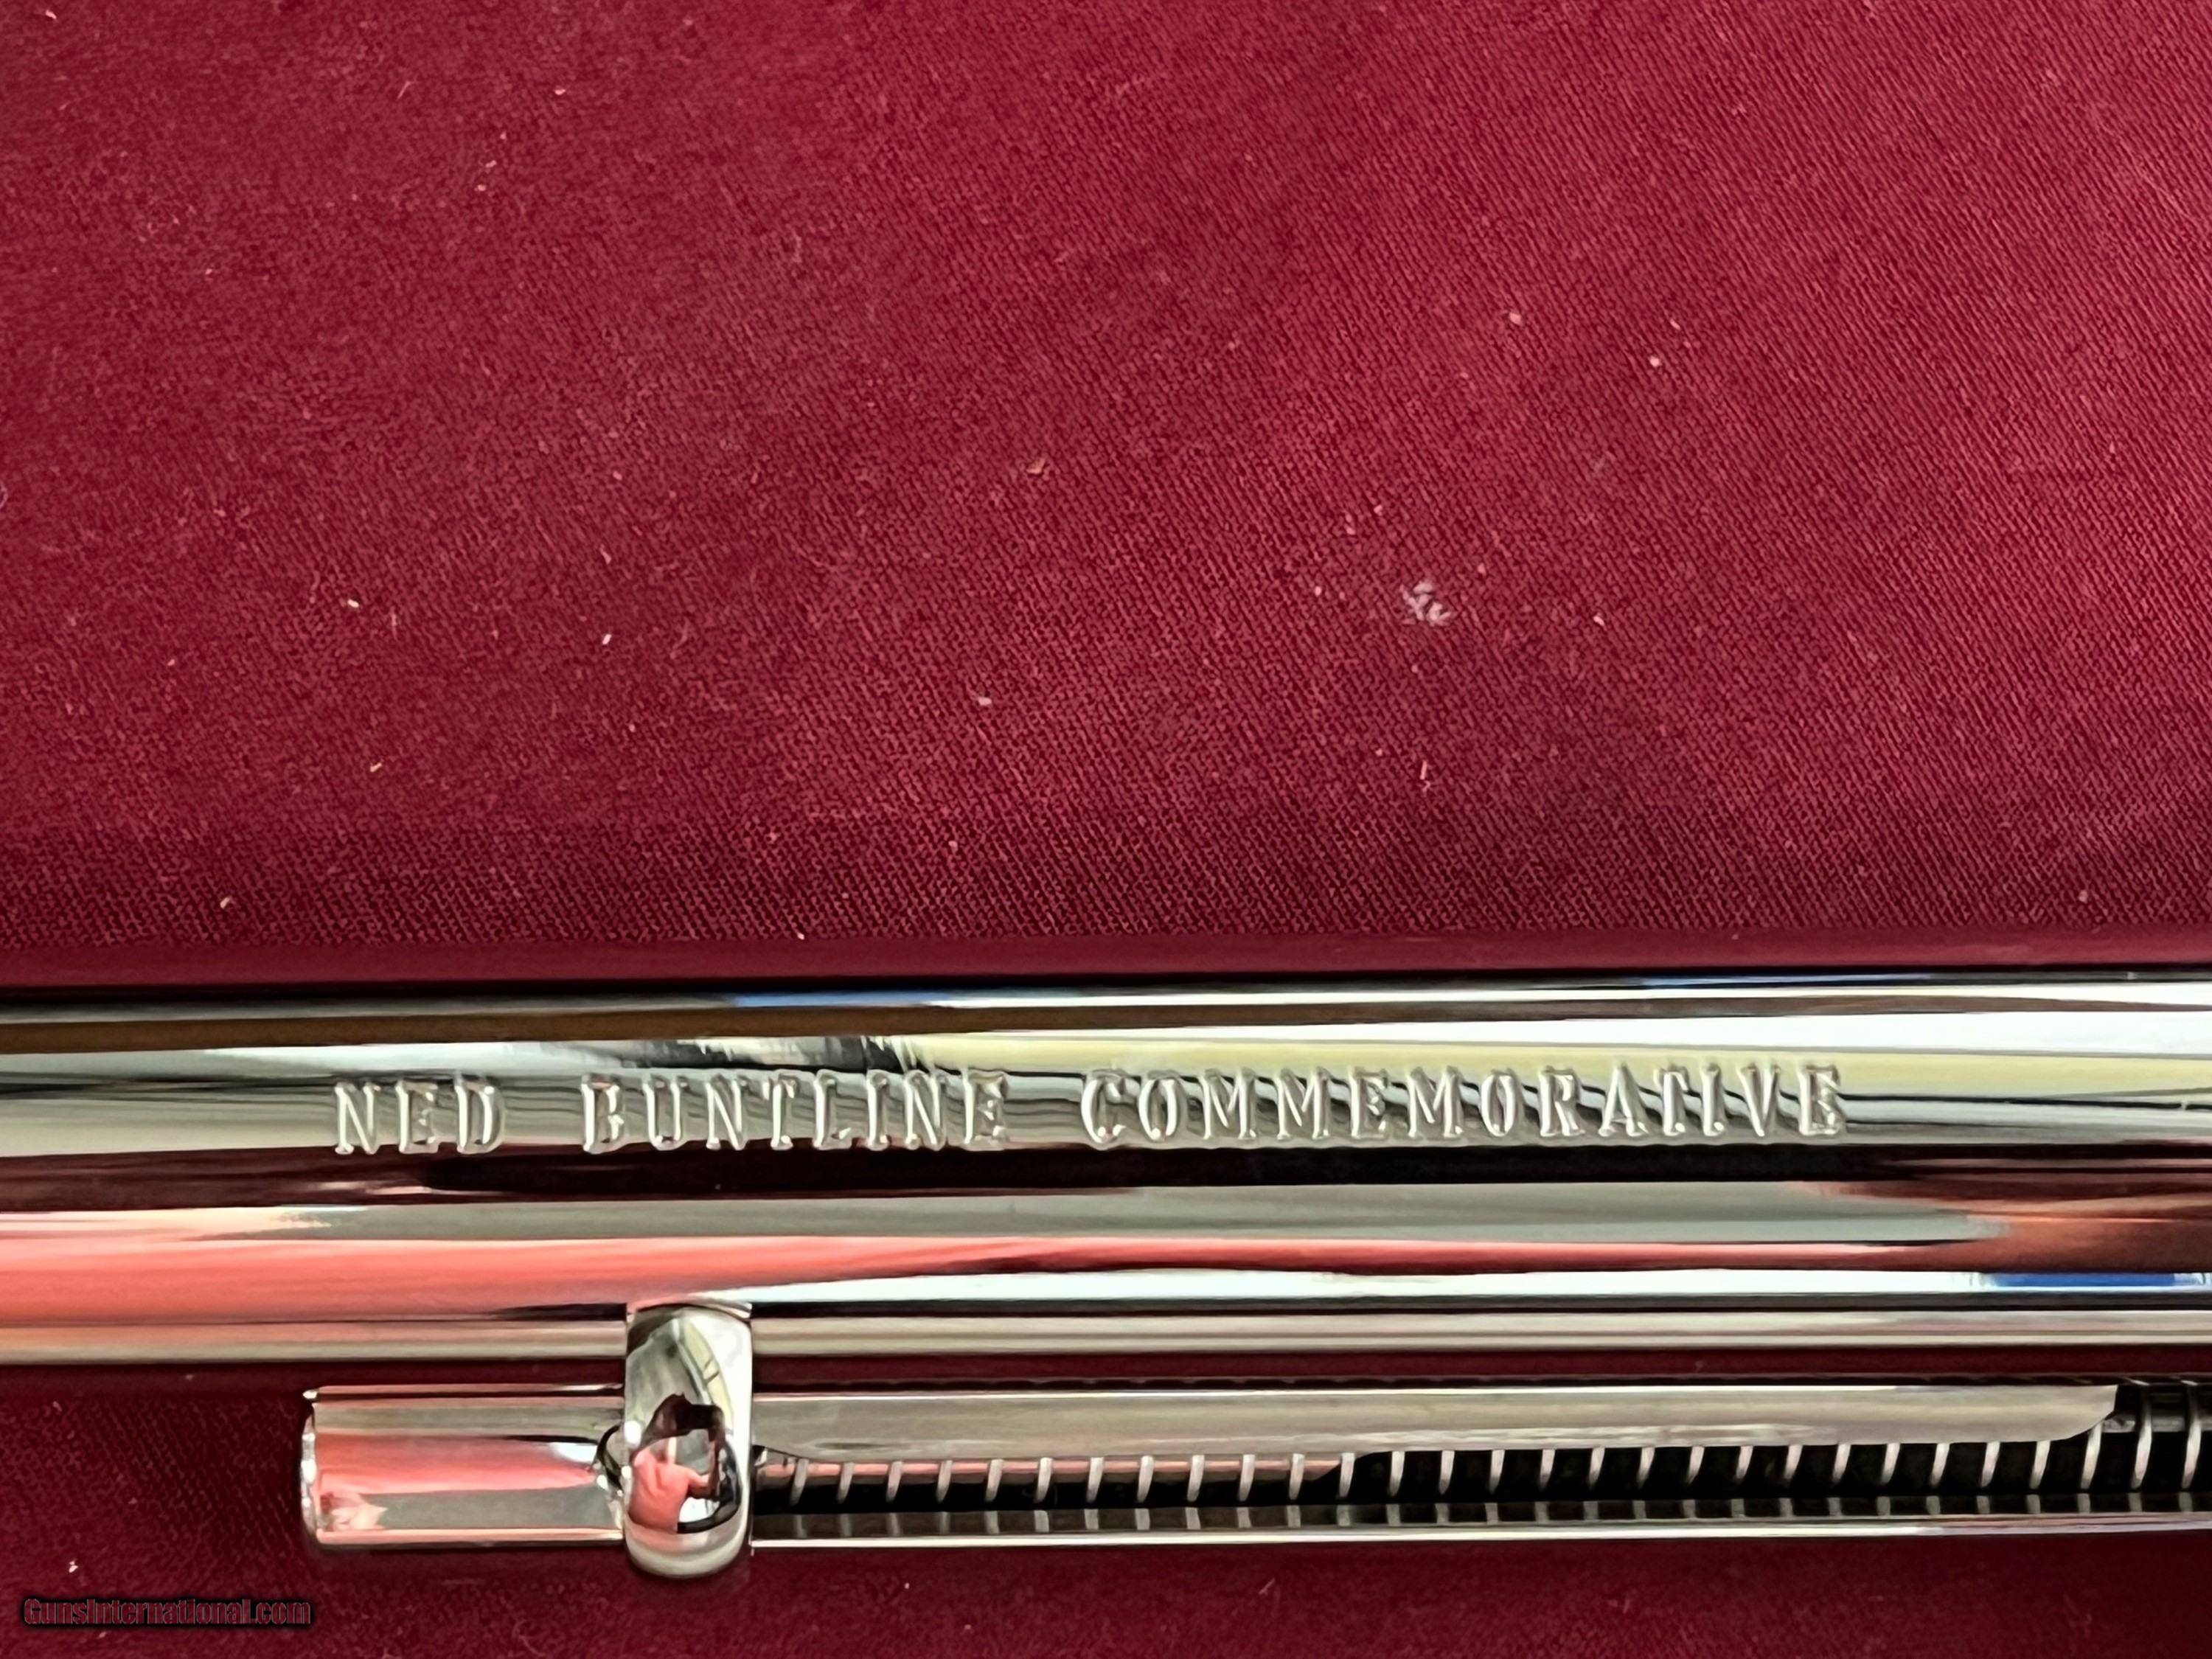 NED BUNTLINE COMMEMORATIVE
GunsInternational.com